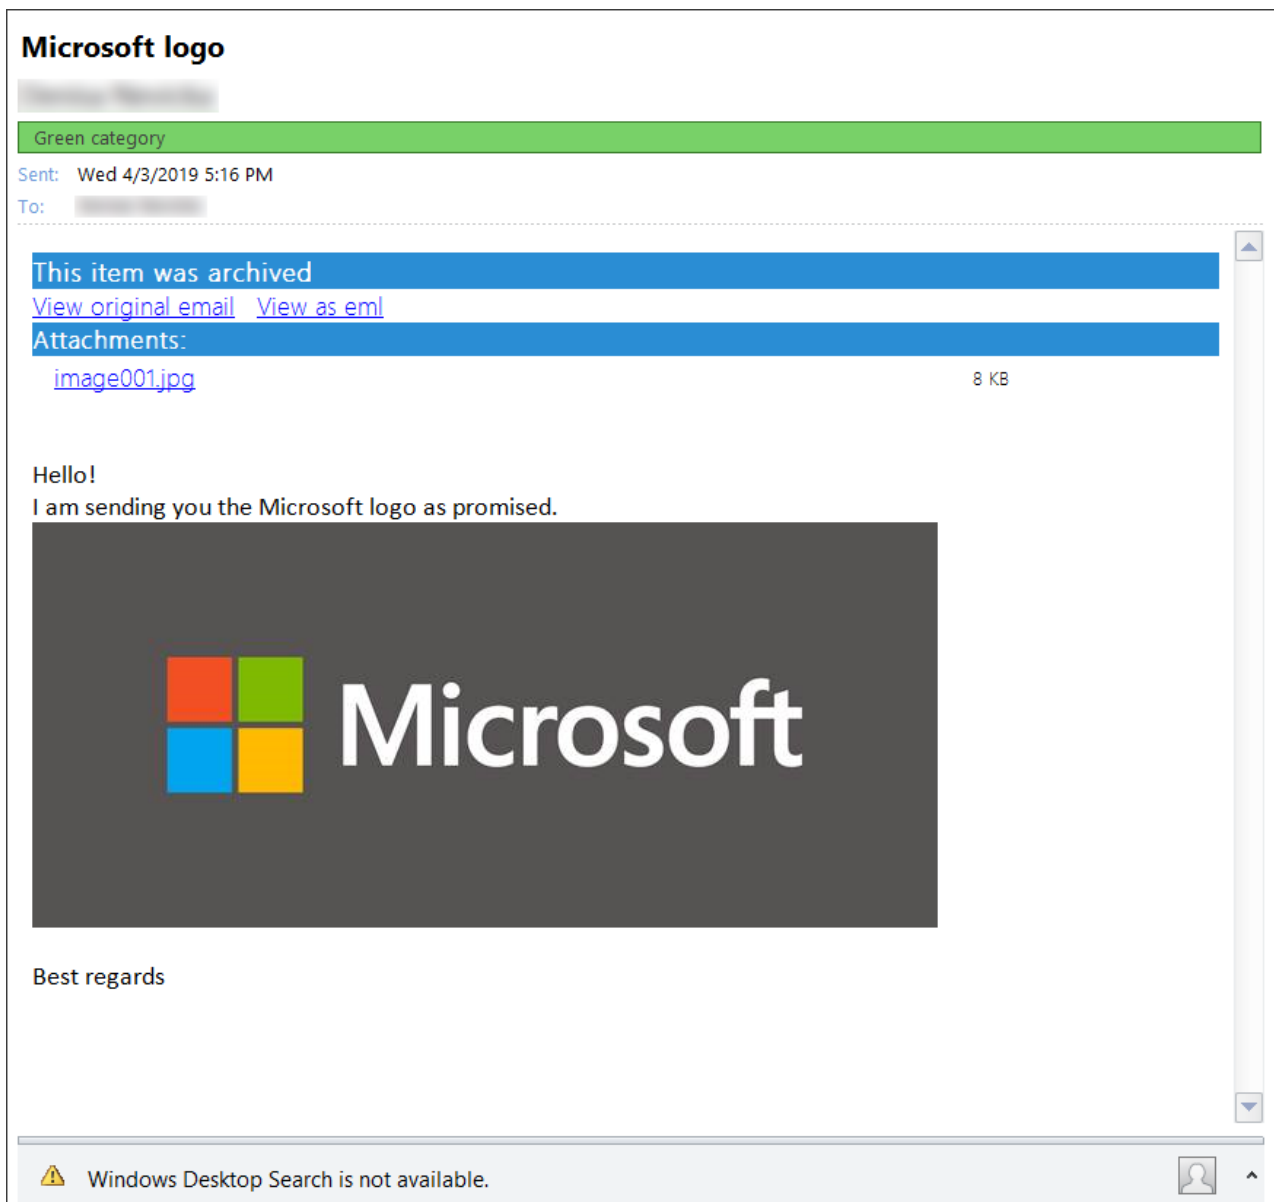 Microsoft logo
Green category
Sent: Wed 4/3/2019 5:16 PM
To:
This item was archived
View original email View as eml
Attachments:
image001.jpg 8 KB
Hello!
I am sending you the Microsoft logo as promised.
Microsoft
Best regards
Windows Desktop Search is not available.